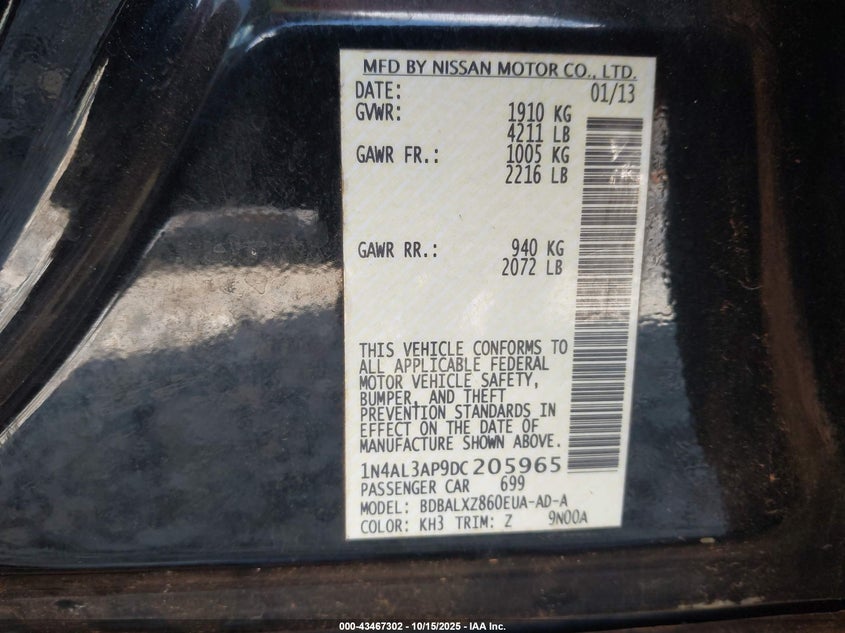 MFD BY NISSAN MOTOR CO., LTD.
DATE: 01/13
GVWR: 1910 KG
4211 LB
GAWR FR.: 1005 KG
2216 LB
GAWR RR.: 940 KG
2072 LB
THIS VEHICLE CONFORMS TO
ALL APPLICABLE FEDERAL
MOTOR VEHICLE SAFETY,
BUMPER, AND THEFT
PREVENTION STANDARDS IN
EFFECT ON THE DATE OF
MANUFACTURE SHOWN ABOVE.
1N4AL3AP9DC205965
PASSENGER CAR 699
MODEL: BDBALXZ860EUA-AD-A
COLOR: KH3 TRIM: Z 9N00A
000-43467302 - 10/15/2025 - IAA Inc.